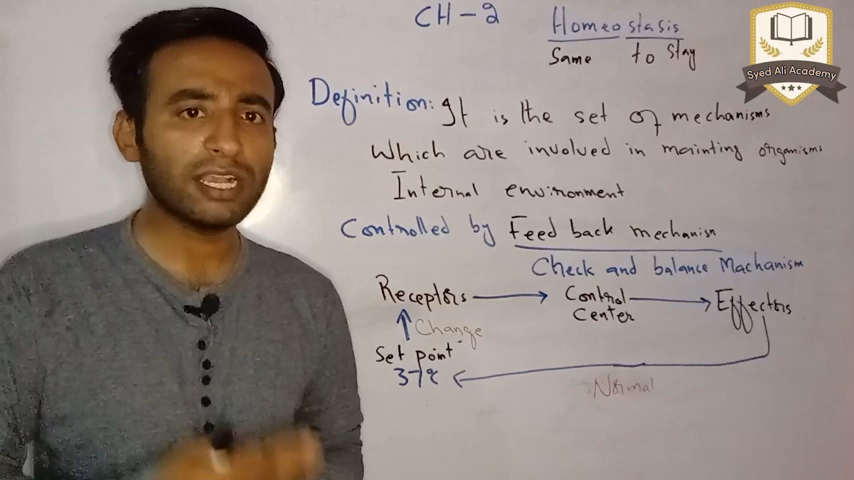 CH-2
Homeostasis
Same to stay
Syed Ali Academy
Definition: It is the set of mechanisms
Which are involved in mainting organisms
Internal environment
Controlled by Feed back mechanism
Check and balance Machanism
Receptors Control Center Effectors
Change
Set point
37℃
Normal